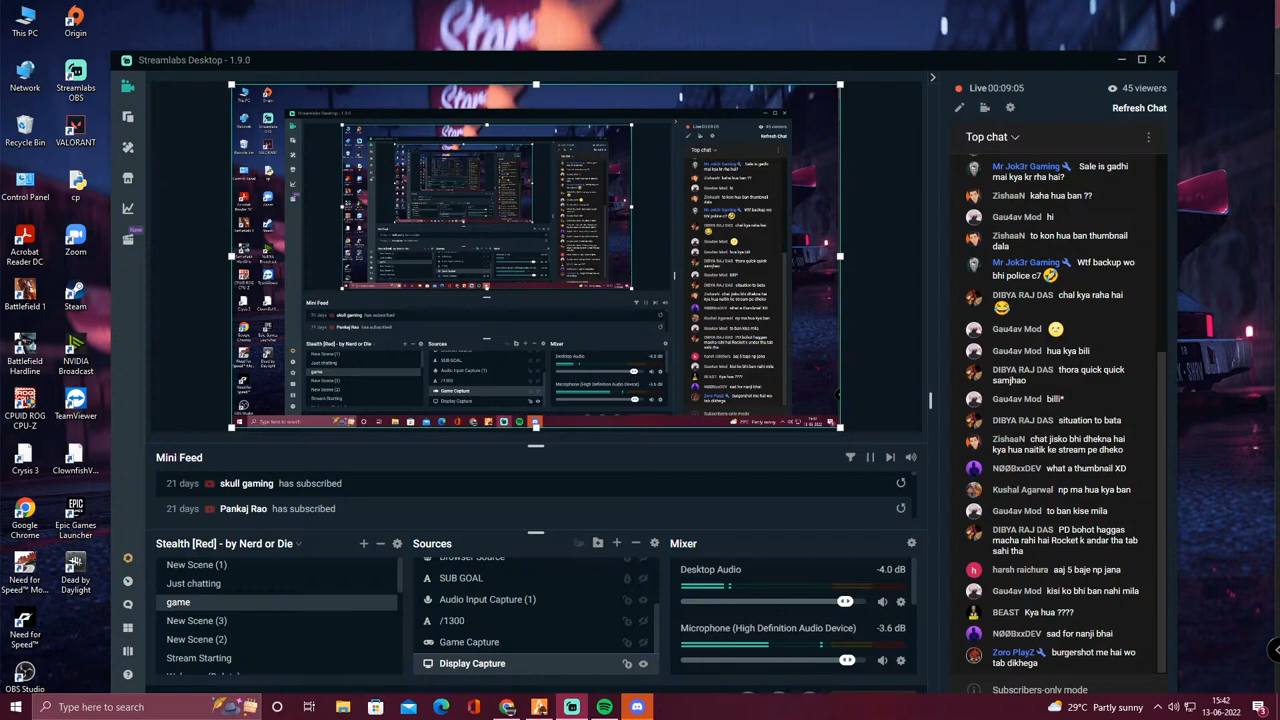 This PC
Origin
Network
Streamlabs
OBS
VALORANT
cp
Adobe
Reader DC
Zoom
Battlefield 1
Steam
Battlefield
Hardline
NVIDIA
Broadcast
CPUID ROG
TeamViewer
Crysis 3
ClownfishV...
Google
Chrome
Epic Games
Launcher
Need for
Speed™ Mo...
Dead by
Daylight
Need for
Speed™
OBS Studio
Streamlabs Desktop - 1.9.0
Live 00:09:05
45 viewers
Refresh Chat
Top chat
Mr Jok3r Gaming Sale is gadhi
mai kya kr rha hai?
ZishaaN kaha hua ban ??
Gau4av Mod hi
ZishaaN to kon hua thumbnail
dala
Mr Jok3r Gaming Wtf backup wo
bhi police c7 🤣
DIBYA RAJ DAS chal kya raha hai
😂
Gau4av Mod
Gau4av Mod hua kya bili
DIBYA RAJ DAS thora quick quick
samjhao
Gau4av Mod billi*
DIBYA RAJ DAS situation to bata
ZishaaN chat jisko bhi dhekna hai
kya hua naitik ke stream pe dheko
NØØBxxDEV what a thumbnail XD
Kushal Agarwal np ma hua kya ban
Gau4av Mod to ban kise mila
DIBYA RAJ DAS PD bohot haggas
macha rahi hai Rocket k andar tha tab
sahi tha
harsh raichura aaj 5 baje np jana
Gau4av Mod kisi ko bhi ban nahi mila
BEAST Kya hua ????
NØØBxxDEV sad for nanji bhai
Zoro PlayZ burgershot me hai wo
tab dikhega
Subscribers-only mode
Mini Feed
21 days skull gaming has subscribed
21 days Pankaj Rao has subscribed
Stealth [Red] - by Nerd or Die
New Scene (1)
Just chatting
game
New Scene (3)
New Scene (2)
Stream Starting
Sources
Browser Source
SUB GOAL
Audio Input Capture (1)
/1300
Game Capture
Display Capture
Mixer
Desktop Audio -4.0 dB
Microphone (High Definition Audio Device) -3.6 dB
Type here to search
29°C Partly sunny
15:42
13-06-2022